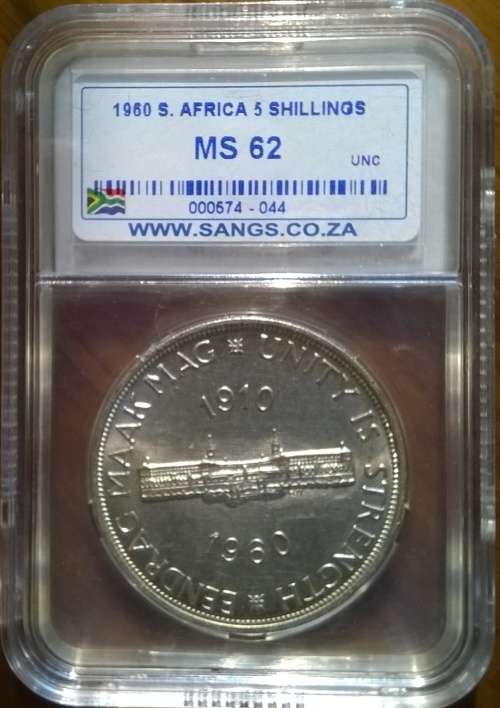 1960 S. AFRICA 5 SHILLINGS
MS 62
UNC
000574 - 044
WWW.SANGS.CO.ZA
EENDRAG MAAK MAG * UNITY IS STRENGTH *
1910
1960